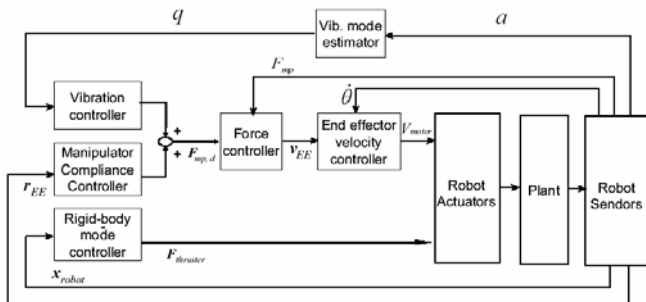 q
a
Vib. mode
estimator
F_mp
θ̇
Vibration
controller
+
+
F_mp, d
Force
controller
v_EE
End effector
velocity
controller
V_motor
Manipulator
Compliance
Controller
r_EE
Robot
Actuators
Plant
Robot
Sendors
Rigid-body
mode
controller
F_thruster
x_robot